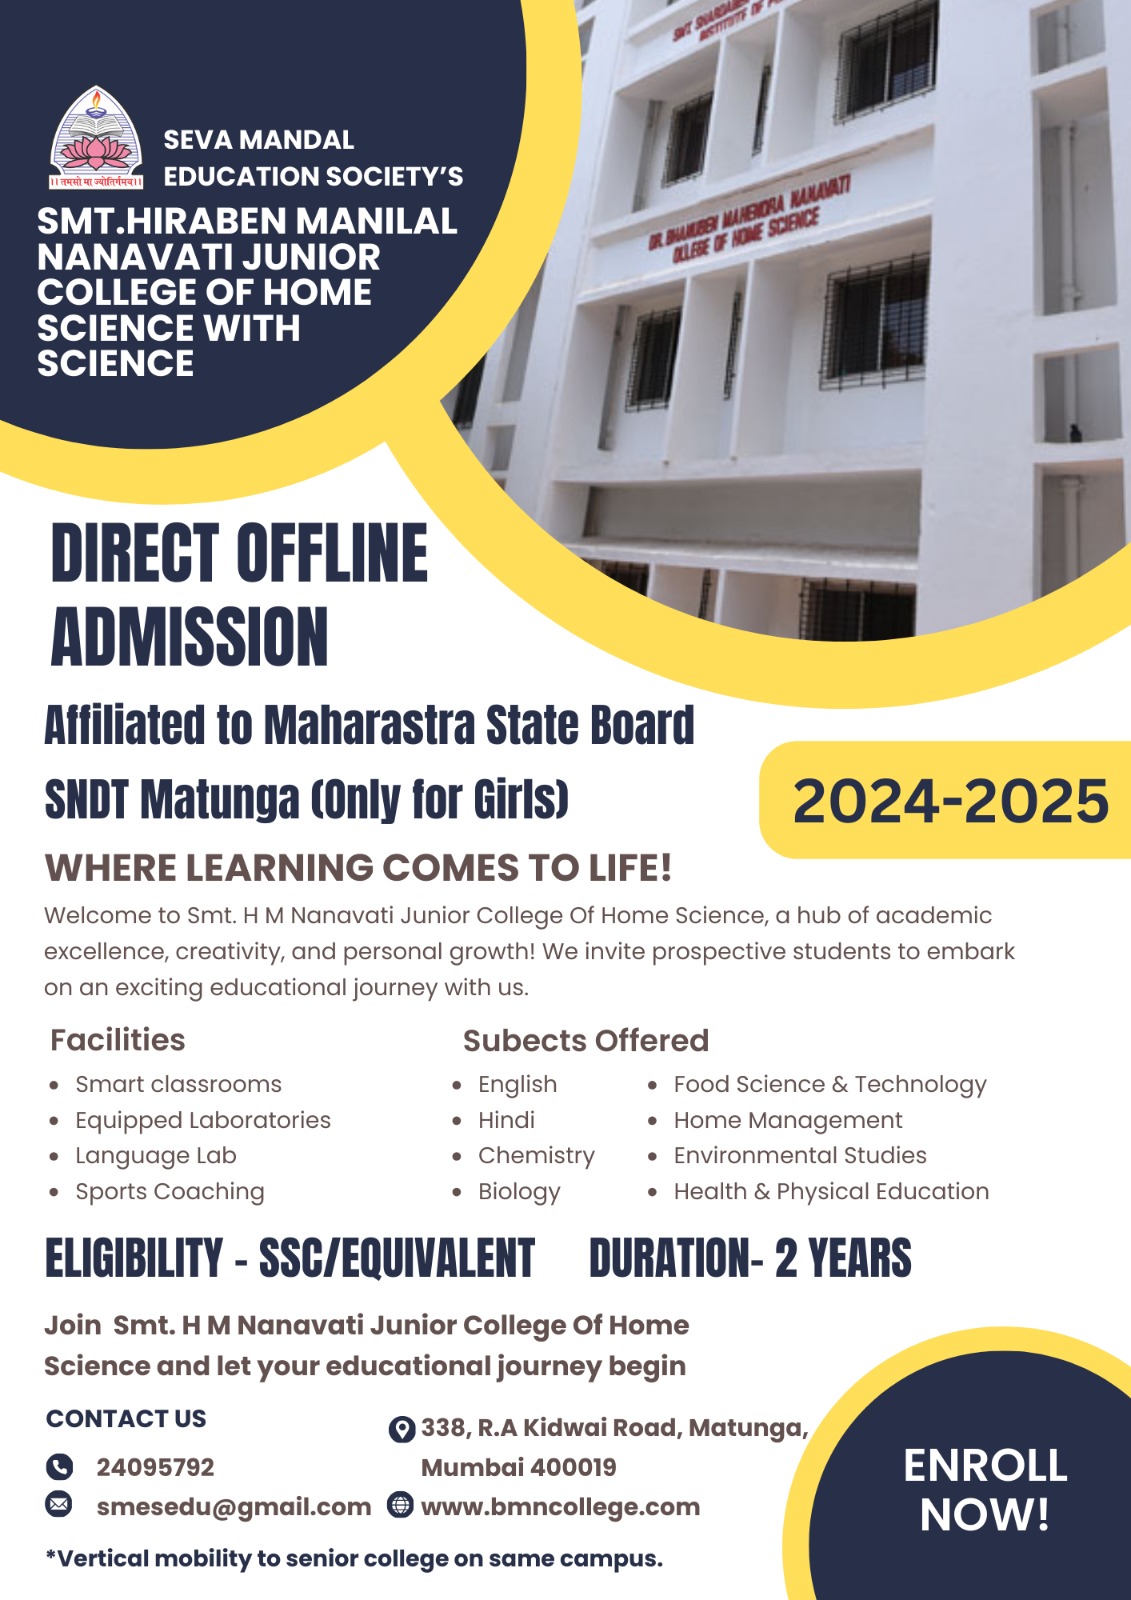 ।। तमसो मा ज्योतिर्गमय।।
SEVA MANDAL
EDUCATION SOCIETY'S
SMT.HIRABEN MANILAL
NANAVATI JUNIOR
COLLEGE OF HOME
SCIENCE WITH
SCIENCE
SMT. SHARDABEN
INSTITUTE OF
DR. BHANUBEN MAHENDRA NANAVATI
OLLEGE OF HOME SCIENCE
DIRECT OFFLINE
ADMISSION
Affiliated to Maharastra State Board
SNDT Matunga (Only for Girls)
2024-2025
WHERE LEARNING COMES TO LIFE!
Welcome to Smt. H M Nanavati Junior College Of Home Science, a hub of academic
excellence, creativity, and personal growth! We invite prospective students to embark
on an exciting educational journey with us.
Facilities
• Smart classrooms
• Equipped Laboratories
• Language Lab
• Sports Coaching
Subects Offered
• English
• Hindi
• Chemistry
• Biology
• Food Science & Technology
• Home Management
• Environmental Studies
• Health & Physical Education
ELIGIBILITY - SSC/EQUIVALENT DURATION- 2 YEARS
Join Smt. H M Nanavati Junior College Of Home
Science and let your educational journey begin
CONTACT US
24095792
smesedu@gmail.com
338, R.A Kidwai Road, Matunga,
Mumbai 400019
www.bmncollege.com
*Vertical mobility to senior college on same campus.
ENROLL
NOW!